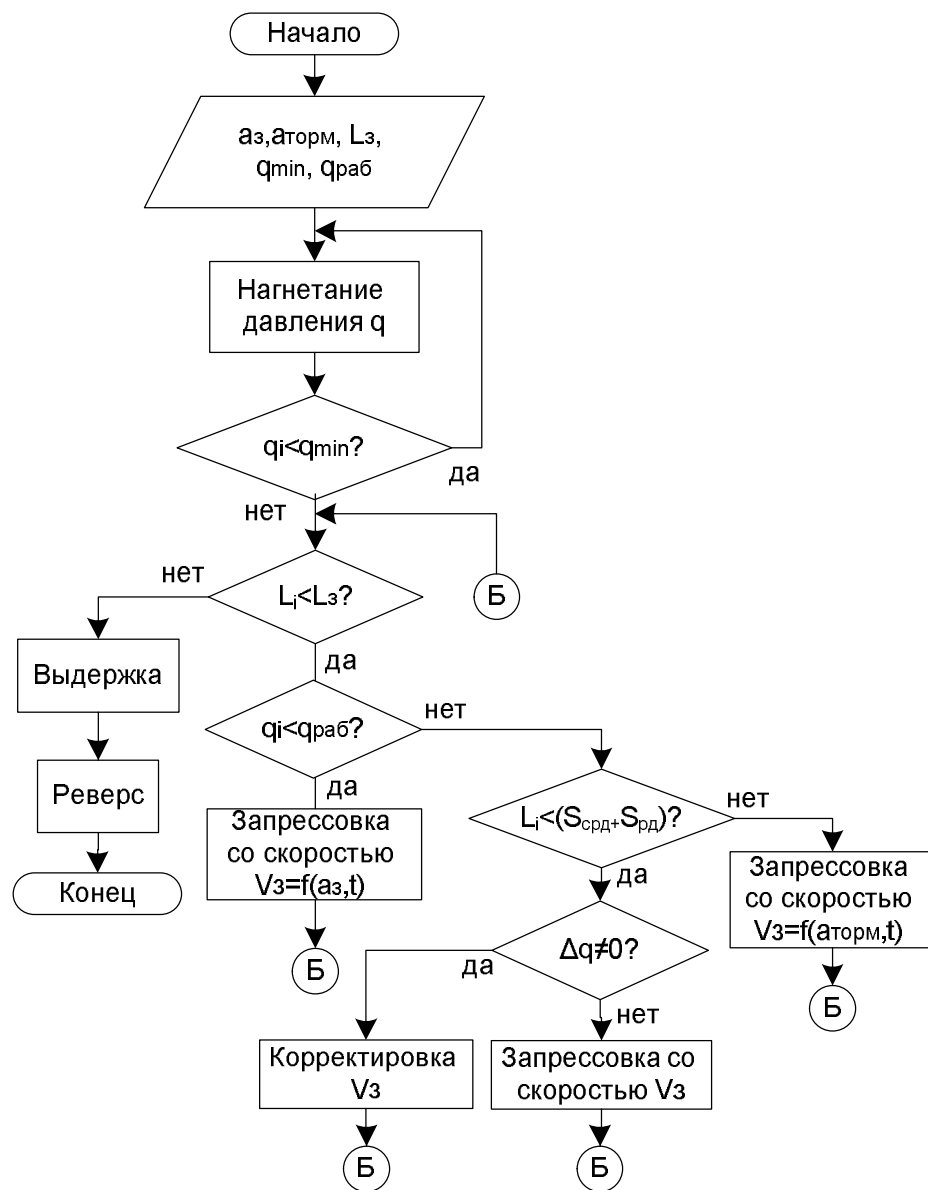 Начало
aз,aторм, Lз,
qmin, qраб
Нагнетание
давления q
qi<qmin?
да
нет
Б
нет
Li<Lз?
Выдержка
да
qi<qраб?
нет
Реверс
да
Li<(Sсрд+Sрд)?
нет
Запрессовка
со скоростью
Vз=f(aз,t)
Конец
да
Запрессовка
со скоростью
Vз=f(aторм,t)
Б
да
Δq≠0?
Б
нет
Корректировка
Vз
Запрессовка со
скоростью Vз
Б
Б